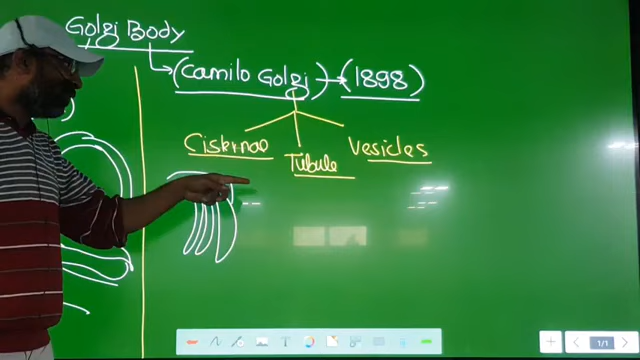 Golgi Body
(Camilo Golgi) → (1898)
Cisternae Tubule Vesicles
T
1/1